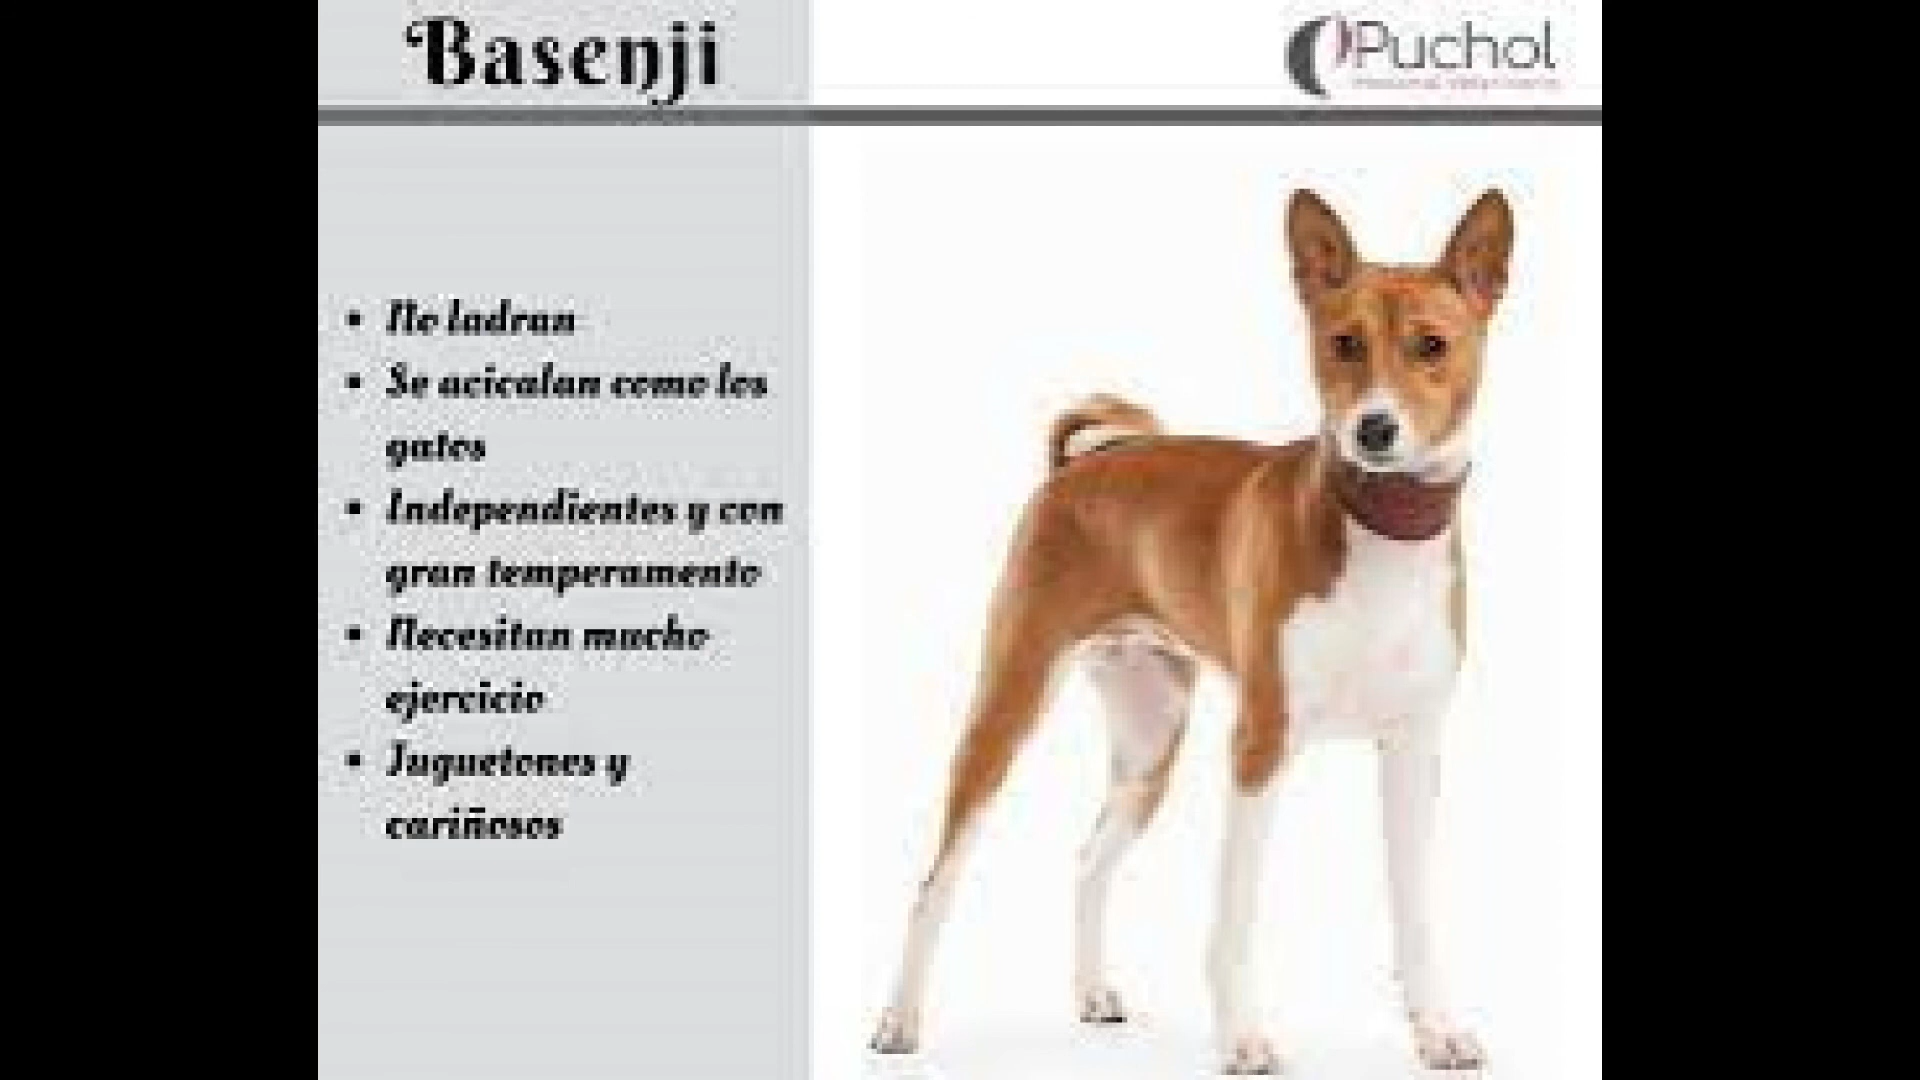 Basenji
Puchol
• No ladran
• Se acicalan como los
gatos
• Independientes y con
gran temperamento
• Necesitan mucho
ejercicio
• Juguetones y
cariñosos